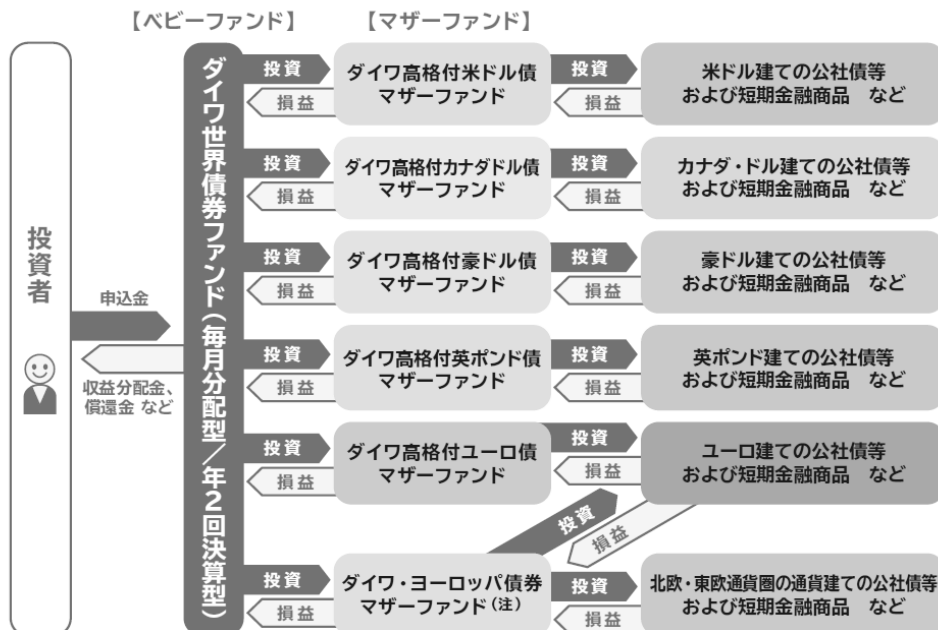 【ベビーファンド】
【マザーファンド】
投資者
申込金
収益分配金、
償還金 など
ダイワ世界債券ファンド(毎月分配型/年2回決算型)
投資
損益
ダイワ高格付米ドル債
マザーファンド
投資
損益
米ドル建ての公社債等
および短期金融商品 など
投資
損益
ダイワ高格付カナダドル債
マザーファンド
投資
損益
カナダ・ドル建ての公社債等
および短期金融商品 など
投資
損益
ダイワ高格付豪ドル債
マザーファンド
投資
損益
豪ドル建ての公社債等
および短期金融商品 など
投資
損益
ダイワ高格付英ポンド債
マザーファンド
投資
損益
英ポンド建ての公社債等
および短期金融商品 など
投資
損益
ダイワ高格付ユーロ債
マザーファンド
投資
損益
ユーロ建ての公社債等
および短期金融商品 など
投資
損益
投資
損益
ダイワ・ヨーロッパ債券
マザーファンド(注)
投資
損益
北欧・東欧通貨圏の通貨建ての公社債等
および短期金融商品 など